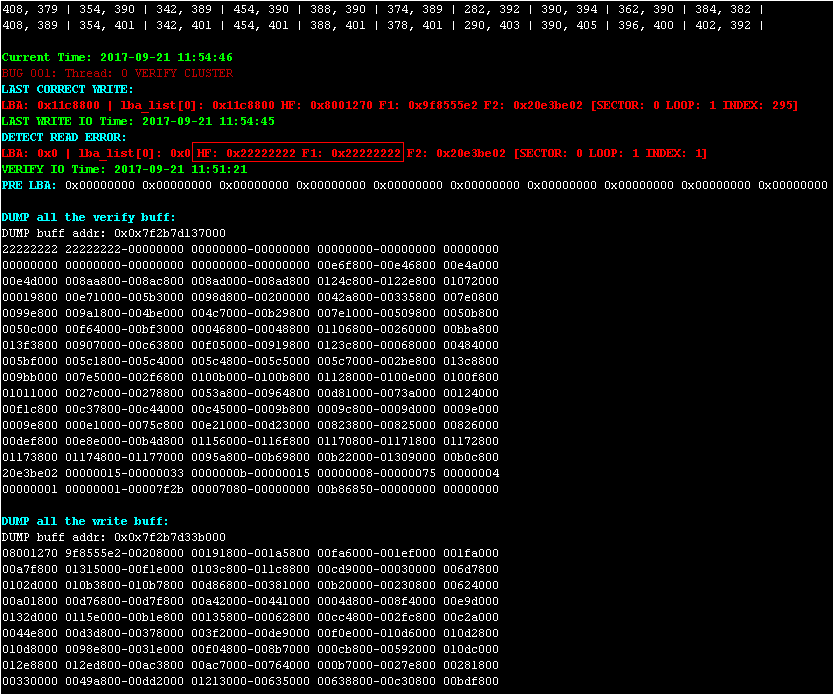 408, 379 | 354, 390 | 342, 389 | 454, 390 | 388, 390 | 374, 389 | 282, 392 | 390, 394 | 362, 390 | 384, 382 |
408, 389 | 354, 401 | 342, 401 | 454, 401 | 388, 401 | 378, 401 | 290, 403 | 390, 405 | 396, 400 | 402, 392 |
Current Time: 2017-09-21 11:54:46
BUG 001: Thread: 0 VERIFY CLUSTER
LAST CORRECT WRITE:
LBA: 0x11c8800 | lba_list[0]: 0x11c8800 HF: 0x8001270 F1: 0x9f8555e2 F2: 0x20e3be02 [SECTOR: 0 LOOP: 1 INDEX: 295]
LAST WRITE IO Time: 2017-09-21 11:54:45
DETECT READ ERROR:
LBA: 0x0 | lba_list[0]: 0x0 HF: 0x22222222 F1: 0x22222222 F2: 0x20e3be02 [SECTOR: 0 LOOP: 1 INDEX: 1]
VERIFY IO Time: 2017-09-21 11:51:21
PRE LBA: 0x00000000 0x00000000 0x00000000 0x00000000 0x00000000 0x00000000 0x00000000 0x00000000 0x00000000 0x00000000
DUMP all the verify buff:
DUMP buff addr: 0x0x7f2b7d137000
22222222 22222222-00000000 00000000-00000000 00000000-00000000 00000000
00000000 00000000-00000000 00000000-00000000 00e6f800-00e46800 00e4a000
00e4d000 008aa800-008ac800 008ad000-008ad800 0124c800-0122e800 01072000
00019800 00e71000-005b3000 0098d800-00200000 0042a800-00335800 007e0800
0099e800 009a1800-004be000 004c7000-00b29800 007e1000-00509800 0050b800
0050c000 00f64000-00bf3000 00046800-00048800 01106800-00260000 00bba800
013f3800 00907000-00c63800 00f05000-00919800 0123c800-00068000 00484000
005bf000 005c1800-005c4000 005c4800-005c5000 005c7000-002be800 013c8800
009bb000 007e5000-002f6800 0100b000-0100b800 01128000-0100e000 0100f800
01011000 0027c000-00278800 0053a800-00964800 00d81000-0073a000 00124000
00f1c800 00c37800-00c44000 00c45000-0009b800 0009c800-0009d000 0009e000
0009e800 000e1000-0075c800 00e21000-00d23000 00823800-00825000 00826000
00def800 00e8e000-00b4d800 01156000-0116f800 01170800-01171800 01172800
01173800 01174800-01177000 0095a800-00b69800 00b22000-01309000 00b0c800
20e3be02 00000015-00000033 0000000b-00000015 00000008-00000075 00000004
00000001 00000001-00007f2b 00007080-00000000 00b86850-00000000 00000000
DUMP all the write buff:
DUMP buff addr: 0x0x7f2b7d33b000
08001270 9f8555e2-00208000 00191800-001a5800 00fa6000-001ef000 001fa000
00a7f800 01315000-00f1e000 0103c800-011c8800 00cd9000-00030000 006d7800
0102d000 010b3800-010b7800 00d86800-00381000 00b20000-00230800 00624000
00a01800 00d76800-00d7f800 00a42000-00441000 0004d800-008f4000 00e9d000
0132d000 0115e000-00b1e800 00135800-00062800 00cc4800-002fc800 00c2a000
0044e800 00d3d800-00378000 003f2000-00de9000 00f0e000-010d6000 010d2800
010d8000 0098e800-0031e000 00f04800-008b7000 000cb800-00592000 010dc000
012e8800 012ed800-00ac3800 00ac7000-00764000 000b7000-0027e800 00281800
00330000 0049a800-00dd2000 01213000-00635000 00638800-00c30800 00bdf800